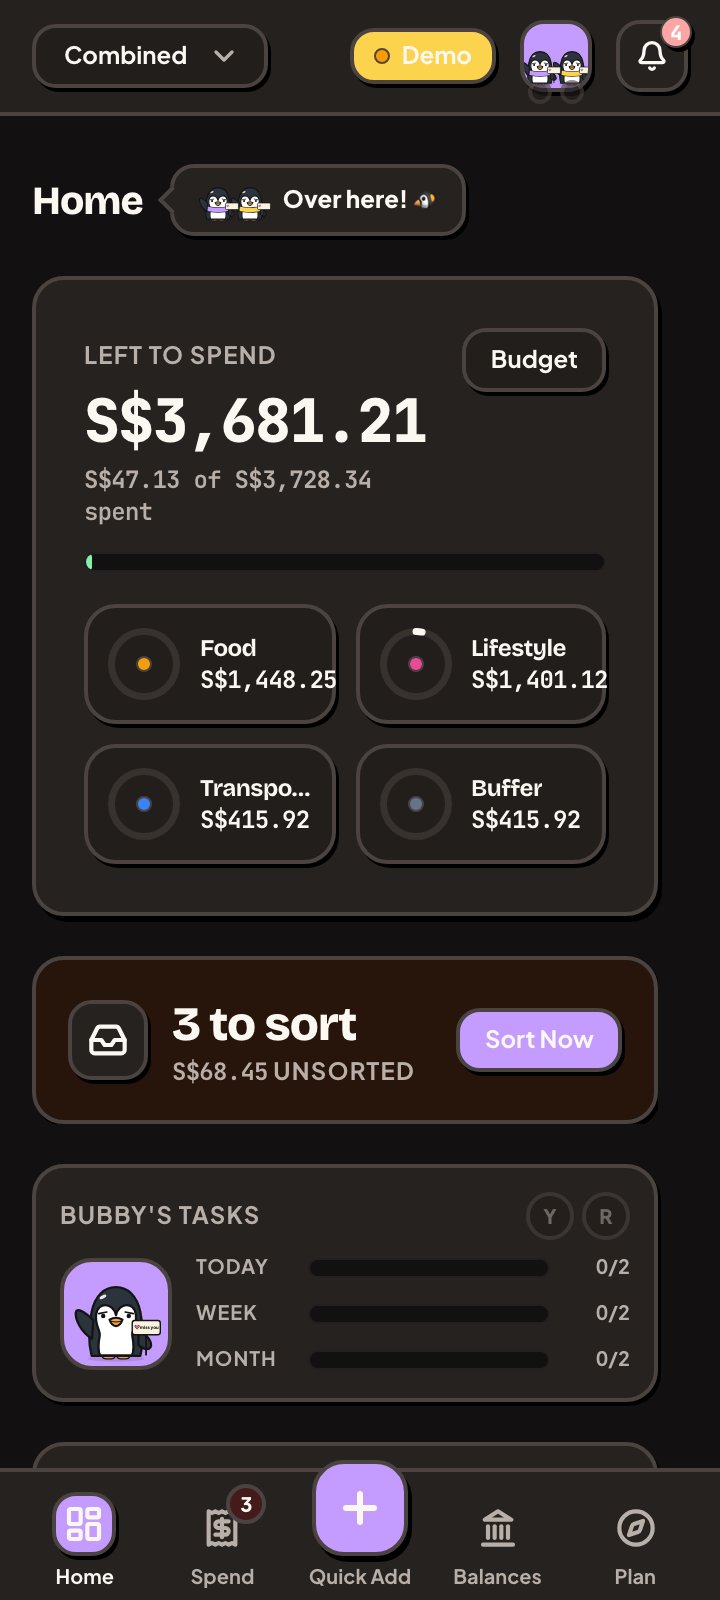 Combined
Demo
4
Home
Over here!
LEFT TO SPEND
Budget
S$3,681.21
S$47.13 of S$3,728.34
spent
Food
S$1,448.25
Lifestyle
S$1,401.12
Transpo...
S$415.92
Buffer
S$415.92
3 to sort
S$68.45 UNSORTED
Sort Now
BUBBY'S TASKS
Y
R
miss you
TODAY
0/2
WEEK
0/2
MONTH
0/2
3
Home
Spend
Quick Add
Balances
Plan